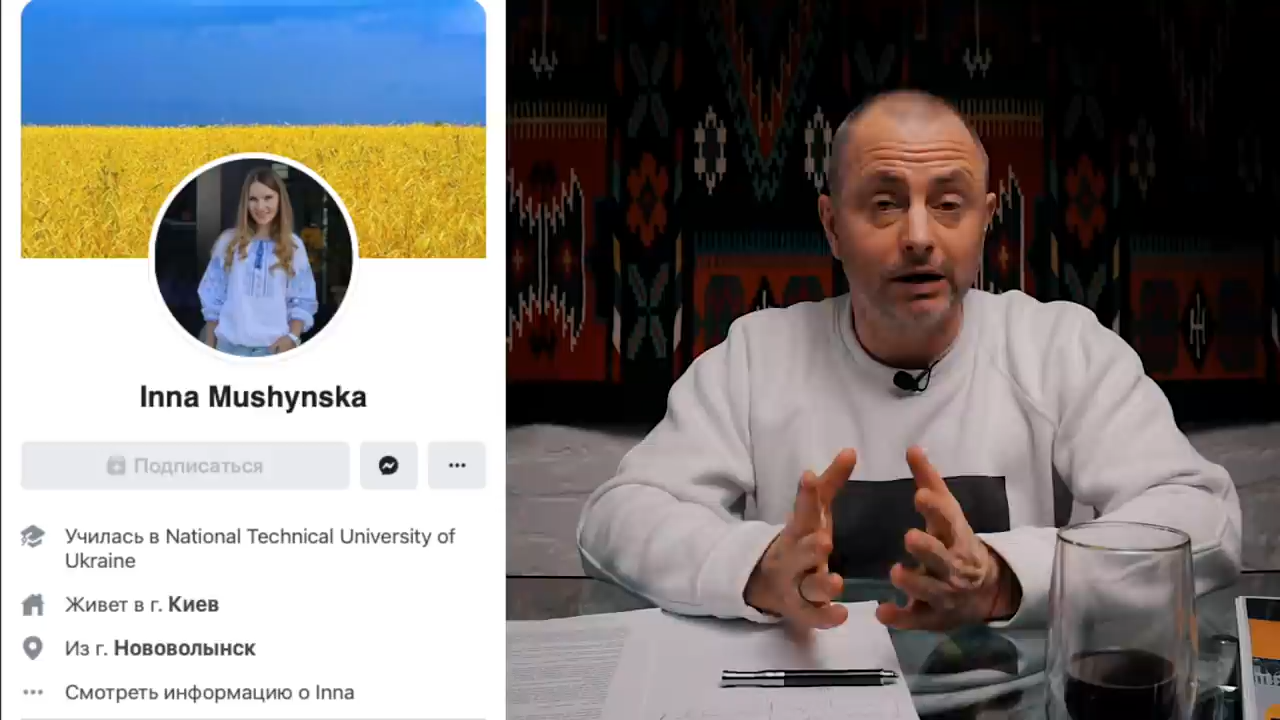 Inna Mushynska
Подписаться
Училась в National Technical University of
Ukraine
Живет в г. Киев
Из г. Нововолынск
Смотреть информацию о Inna